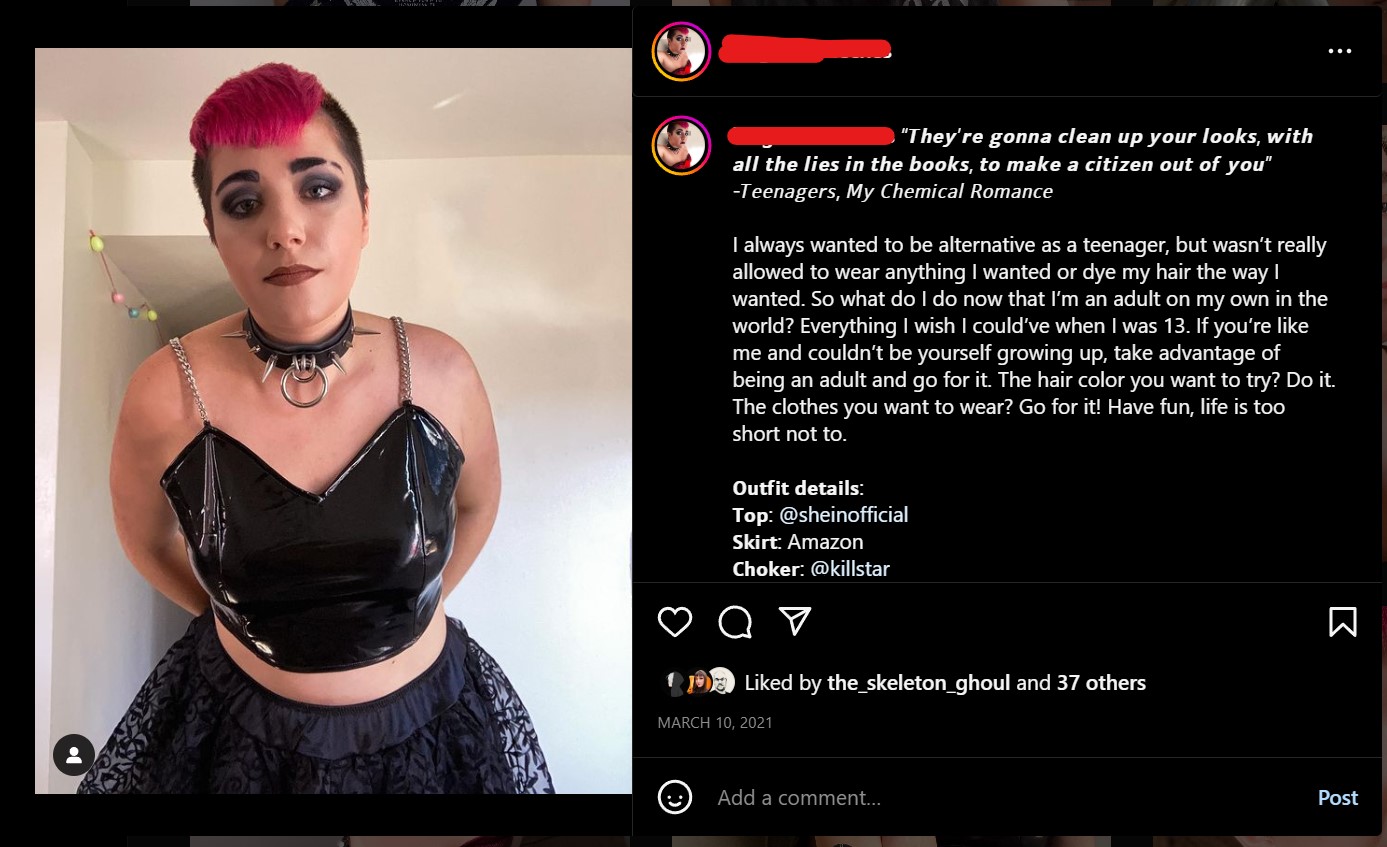 "They're gonna clean up your looks, with
all the lies in the books, to make a citizen out of you"
-Teenagers, My Chemical Romance
I always wanted to be alternative as a teenager, but wasn't really
allowed to wear anything I wanted or dye my hair the way I
wanted. So what do I do now that I'm an adult on my own in the
world? Everything I wish I could've when I was 13. If you're like
me and couldn't be yourself growing up, take advantage of
being an adult and go for it. The hair color you want to try? Do it.
The clothes you want to wear? Go for it! Have fun, life is too
short not to.
Outfit details:
Top: @sheinofficial
Skirt: Amazon
Choker: @killstar
Liked by the_skeleton_ghoul and 37 others
MARCH 10, 2021
Add a comment...
Post